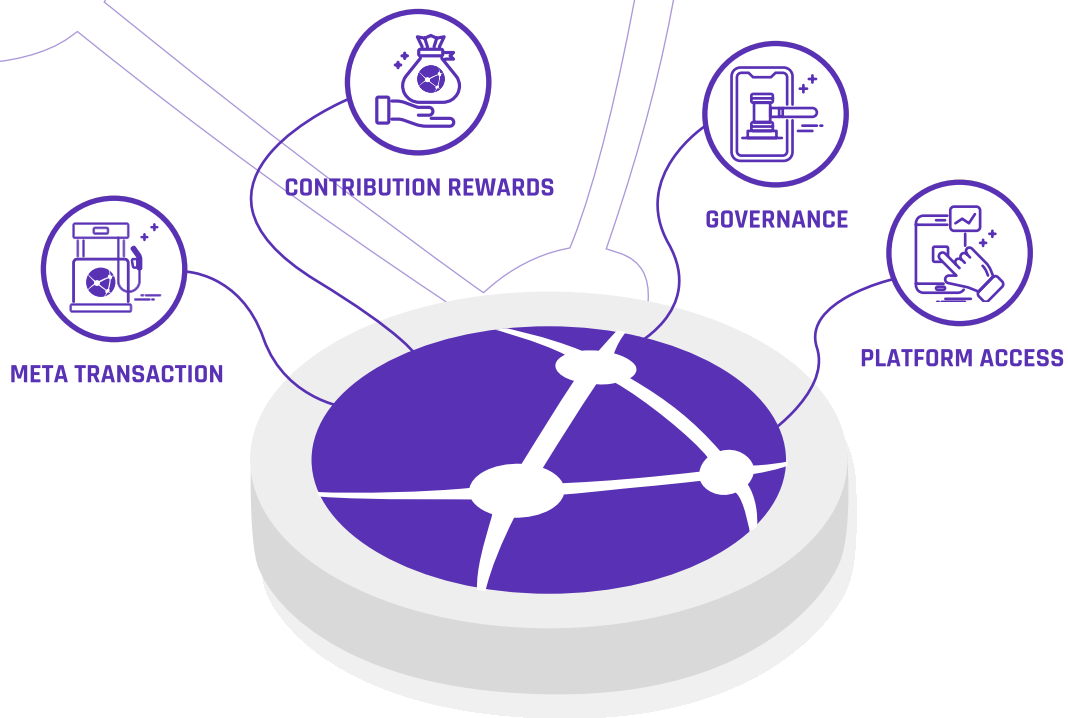 CONTRIBUTION REWARDS
GOVERNANCE
META TRANSACTION
PLATFORM ACCESS